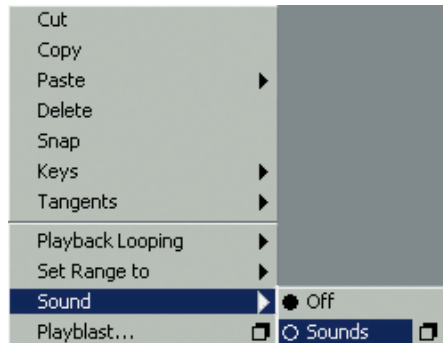 Cut
Copy
Paste
Delete
Snap
Keys
Tangents
Playback Looping
Set Range to
Sound
Off
Playblast...
Sounds